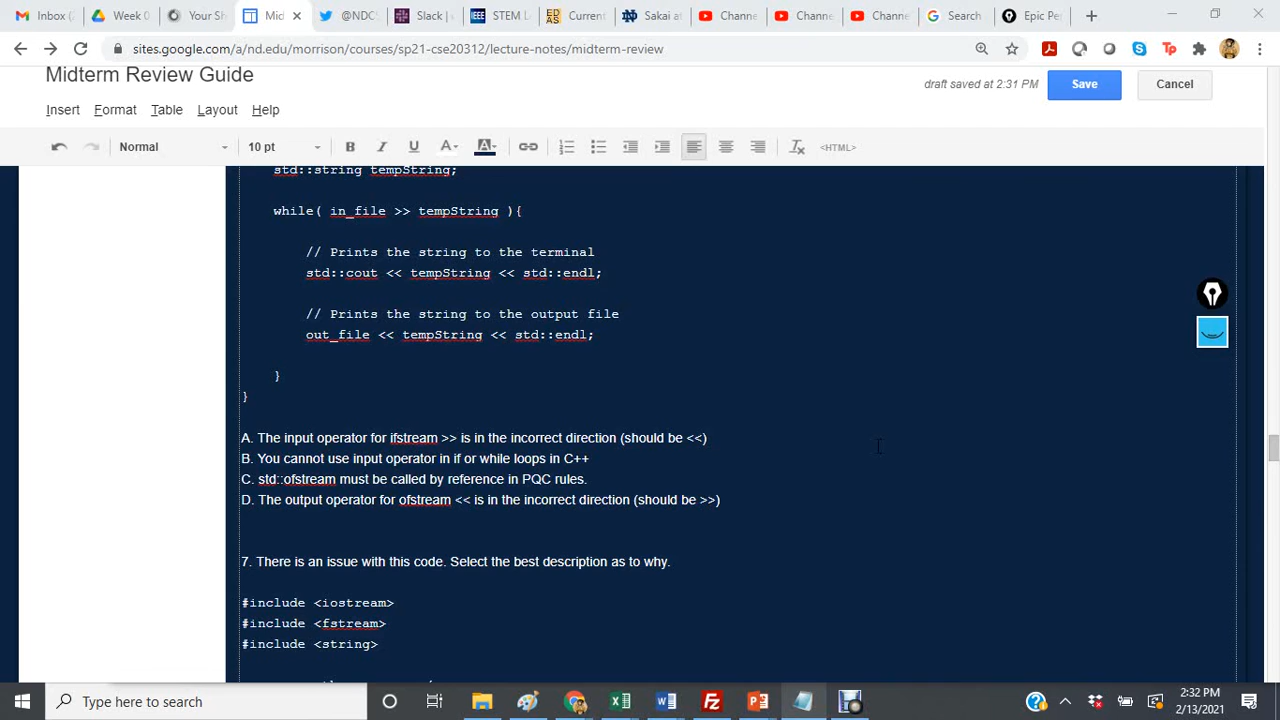 Inbox (
Week 0
Your-Sh
Mid
@NDC
Slack |
STEM L
Current
Sakai at
Channe
Channe
Channe
Search
Epic Pe
sites.google.com/a/nd.edu/morrison/courses/sp21-cse20312/lecture-notes/midterm-review
Midterm Review Guide
draft saved at 2:31 PM
Save
Cancel
Insert Format Table Layout Help
Normal 10 pt B I U A A <HTML>
std::string tempString;
while( in_file >> tempString ){
// Prints the string to the terminal
std::cout << tempString << std::endl;
// Prints the string to the output file
out_file << tempString << std::endl;
}
}
A. The input operator for ifstream >> is in the incorrect direction (should be <<)
B. You cannot use input operator in if or while loops in C++
C. std::ofstream must be called by reference in PQC rules.
D. The output operator for ofstream << is in the incorrect direction (should be >>)
7. There is an issue with this code. Select the best description as to why.
#include <iostream>
#include <fstream>
#include <string>
Type here to search
2:32 PM
2/13/2021